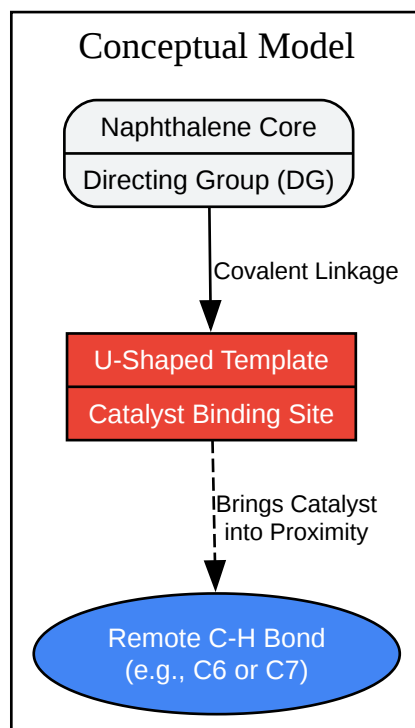 Conceptual Model
Naphthalene Core
Directing Group (DG)
Covalent Linkage
U-Shaped Template
Catalyst Binding Site
Brings Catalyst
into Proximity
Remote C-H Bond
(e.g., C6 or C7)